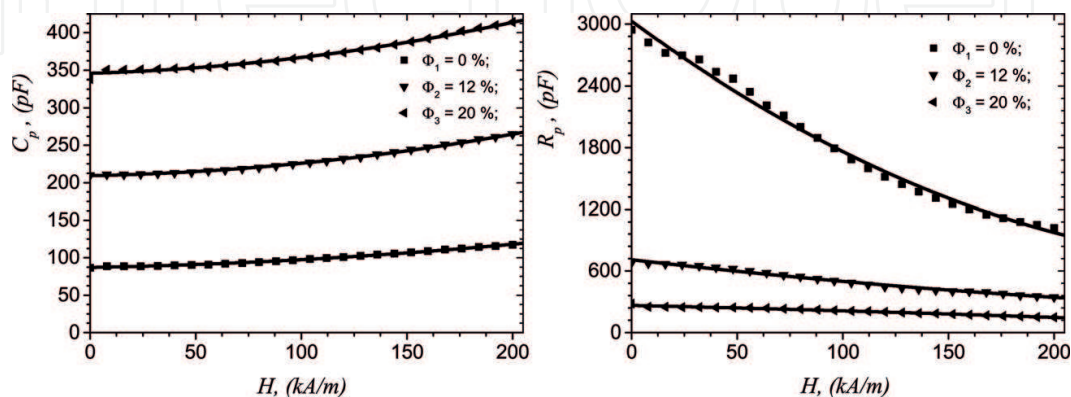 400
350
300
250
200
150
100
50
0
C_p , (pF)
Φ₁ = 0 %;
Φ₂ = 12 %;
Φ₃ = 20 %;
0 50 100 150 200
H, (kA/m)
3000
2400
1800
1200
600
0
R_p , (pF)
Φ₁ = 0 %;
Φ₂ = 12 %;
Φ₃ = 20 %;
0 50 100 150 200
H, (kA/m)